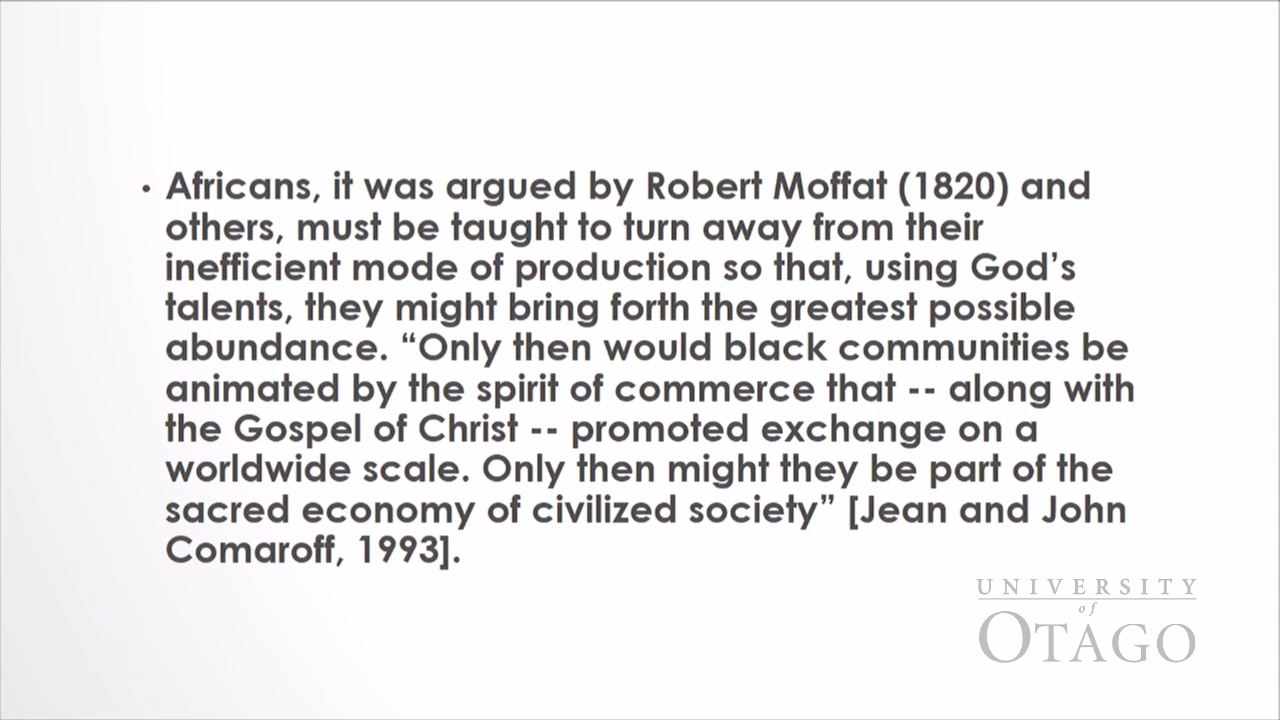 • Africans, it was argued by Robert Moffat (1820) and
others, must be taught to turn away from their
inefficient mode of production so that, using God’s
talents, they might bring forth the greatest possible
abundance. “Only then would black communities be
animated by the spirit of commerce that -- along with
the Gospel of Christ -- promoted exchange on a
worldwide scale. Only then might they be part of the
sacred economy of civilized society” [Jean and John
Comaroff, 1993].
UNIVERSITY
of
OTAGO